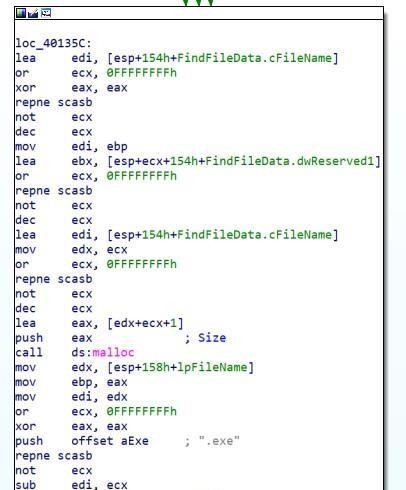 loc_40135C:
lea edi, [esp+154h+FindFileData.cFileName]
or ecx, 0FFFFFFFFh
xor eax, eax
repne scasb
not ecx
dec ecx
mov edi, ebp
lea ebx, [esp+ecx+154h+FindFileData.dwReserved1]
or ecx, 0FFFFFFFFh
repne scasb
not ecx
dec ecx
lea edi, [esp+154h+FindFileData.cFileName]
mov edx, ecx
or ecx, 0FFFFFFFFh
repne scasb
not ecx
dec ecx
lea eax, [edx+ecx+1]
push eax ; Size
call ds:malloc
mov edx, [esp+158h+lpFileName]
mov ebp, eax
mov edi, edx
or ecx, 0FFFFFFFFh
xor eax, eax
push offset aExe ; ".exe"
repne scasb
not ecx
sub edi, ecx